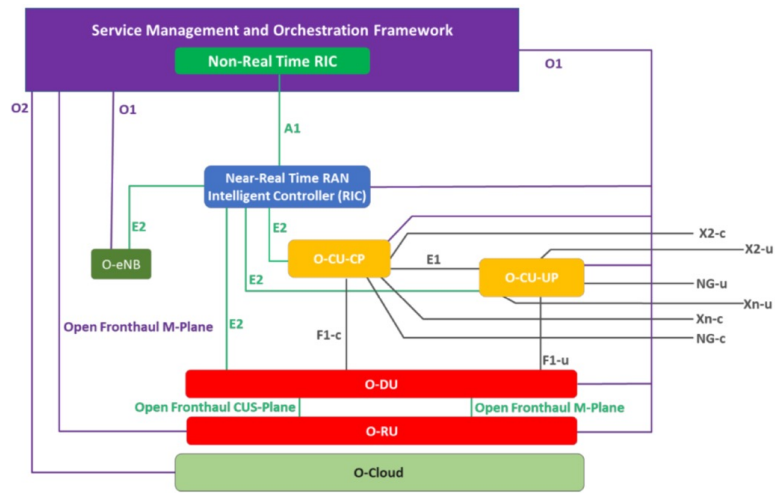 Service Management and Orchestration Framework
Non-Real Time RIC
O1
O2
O1
A1
Near-Real Time RAN
Intelligent Controller (RIC)
E2
E2
X2-c
O-CU-CP
E1
X2-u
O-eNB
O-CU-UP
E2
NG-u
Xn-u
Xn-c
Open Fronthaul M-Plane
E2
F1-c
NG-c
F1-u
O-DU
Open Fronthaul CUS-Plane
Open Fronthaul M-Plane
O-RU
O-Cloud